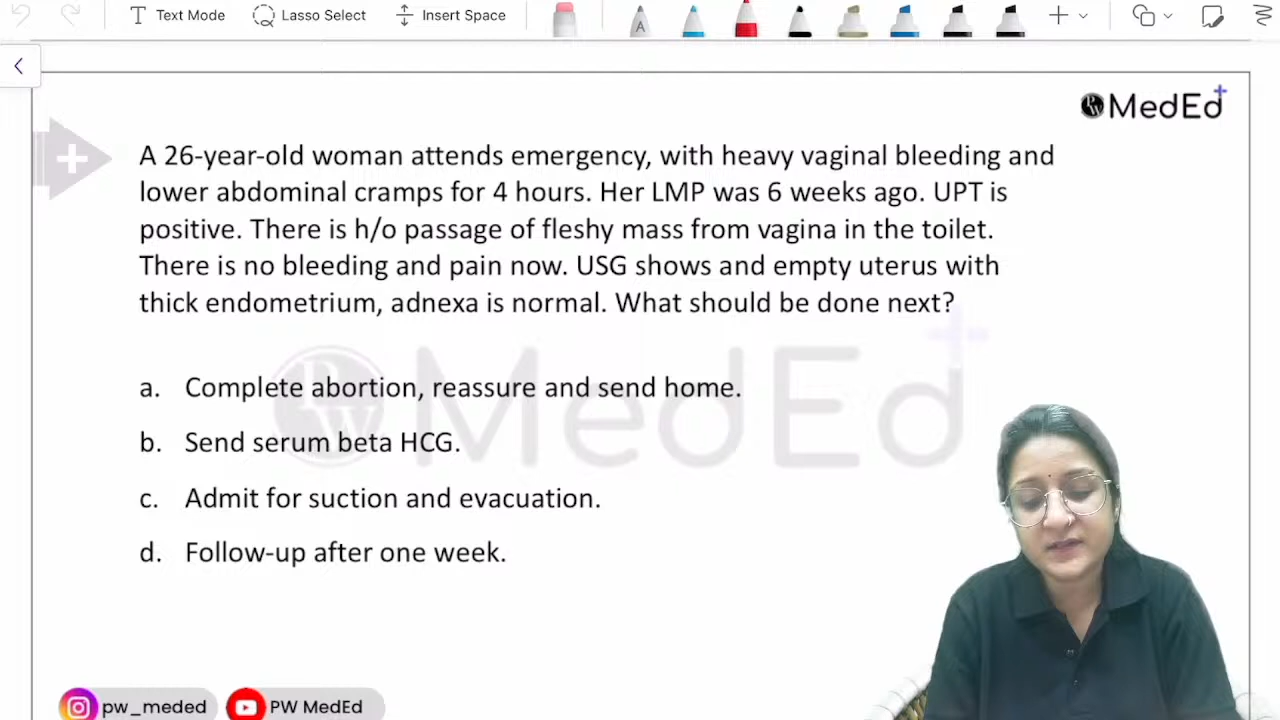 Text Mode
Lasso Select
Insert Space
A
PW MedEd
A 26-year-old woman attends emergency, with heavy vaginal bleeding and
lower abdominal cramps for 4 hours. Her LMP was 6 weeks ago. UPT is
positive. There is h/o passage of fleshy mass from vagina in the toilet.
There is no bleeding and pain now. USG shows and empty uterus with
thick endometrium, adnexa is normal. What should be done next?
PW MedEd
a. Complete abortion, reassure and send home.
b. Send serum beta HCG.
c. Admit for suction and evacuation.
d. Follow-up after one week.
pw_meded
PW MedEd